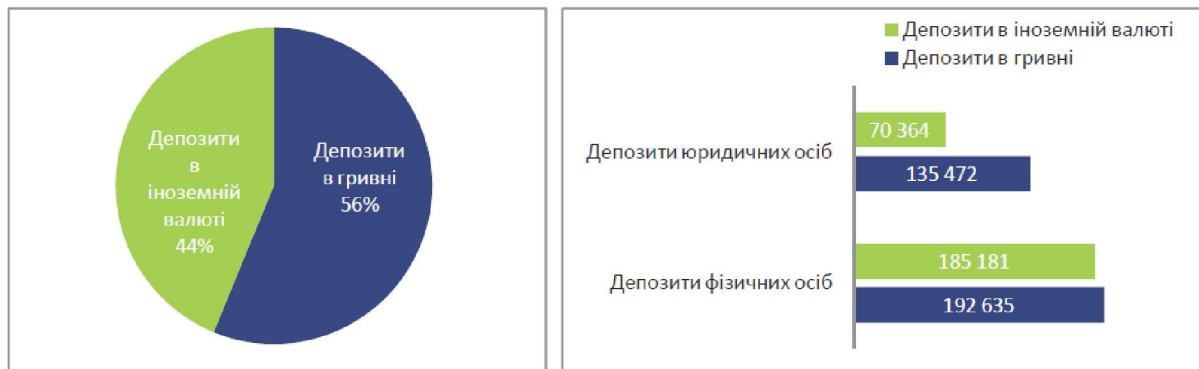 Депозити
в
іноземній
валюті
44%
Депозити
в гривні
56%
Депозити в іноземній валюті
Депозити в гривні
Депозити юридичних осіб
70 364
135 472
Депозити фізичних осіб
185 181
192 635